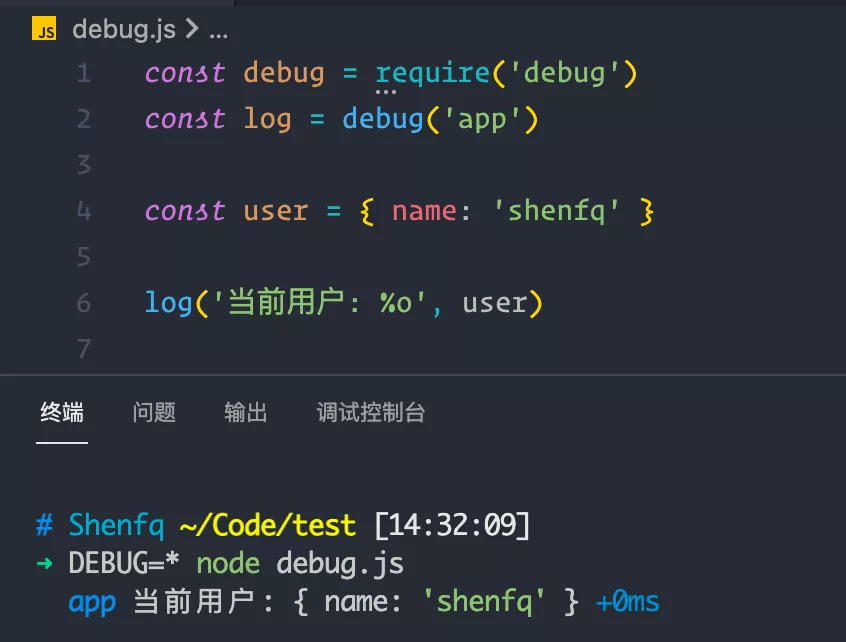 JS debug.js > ...
1 const debug = require('debug')
2 const log = debug('app')
3
4 const user = { name: 'shenfq' }
5
6 log('当前用户: %o', user)
7
终端 问题 输出 调试控制台
# Shenfq ~/Code/test [14:32:09]
➜ DEBUG=* node debug.js
app 当前用户: { name: 'shenfq' } +0ms